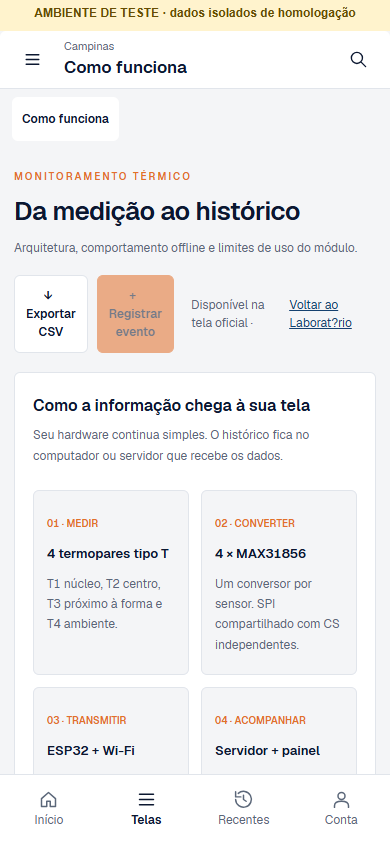 AMBIENTE DE TESTE · dados isolados de homologação
Campinas
Como funciona
Como funciona
MONITORAMENTO TÉRMICO
Da medição ao histórico
Arquitetura, comportamento offline e limites de uso do módulo.
↓
Exportar
CSV
+
Registrar
evento
Disponível na
tela oficial ·
Voltar ao
Laborat?rio
Como a informação chega à sua tela
Seu hardware continua simples. O histórico fica no
computador ou servidor que recebe os dados.
01 · MEDIR
4 termopares tipo T
T1 núcleo, T2 centro,
T3 próximo à forma e
T4 ambiente.
02 · CONVERTER
4 × MAX31856
Um conversor por
sensor. SPI
compartilhado com CS
independentes.
03 · TRANSMITIR
ESP32 + Wi-Fi
04 · ACOMPANHAR
Servidor + painel
Início
Telas
Recentes
Conta